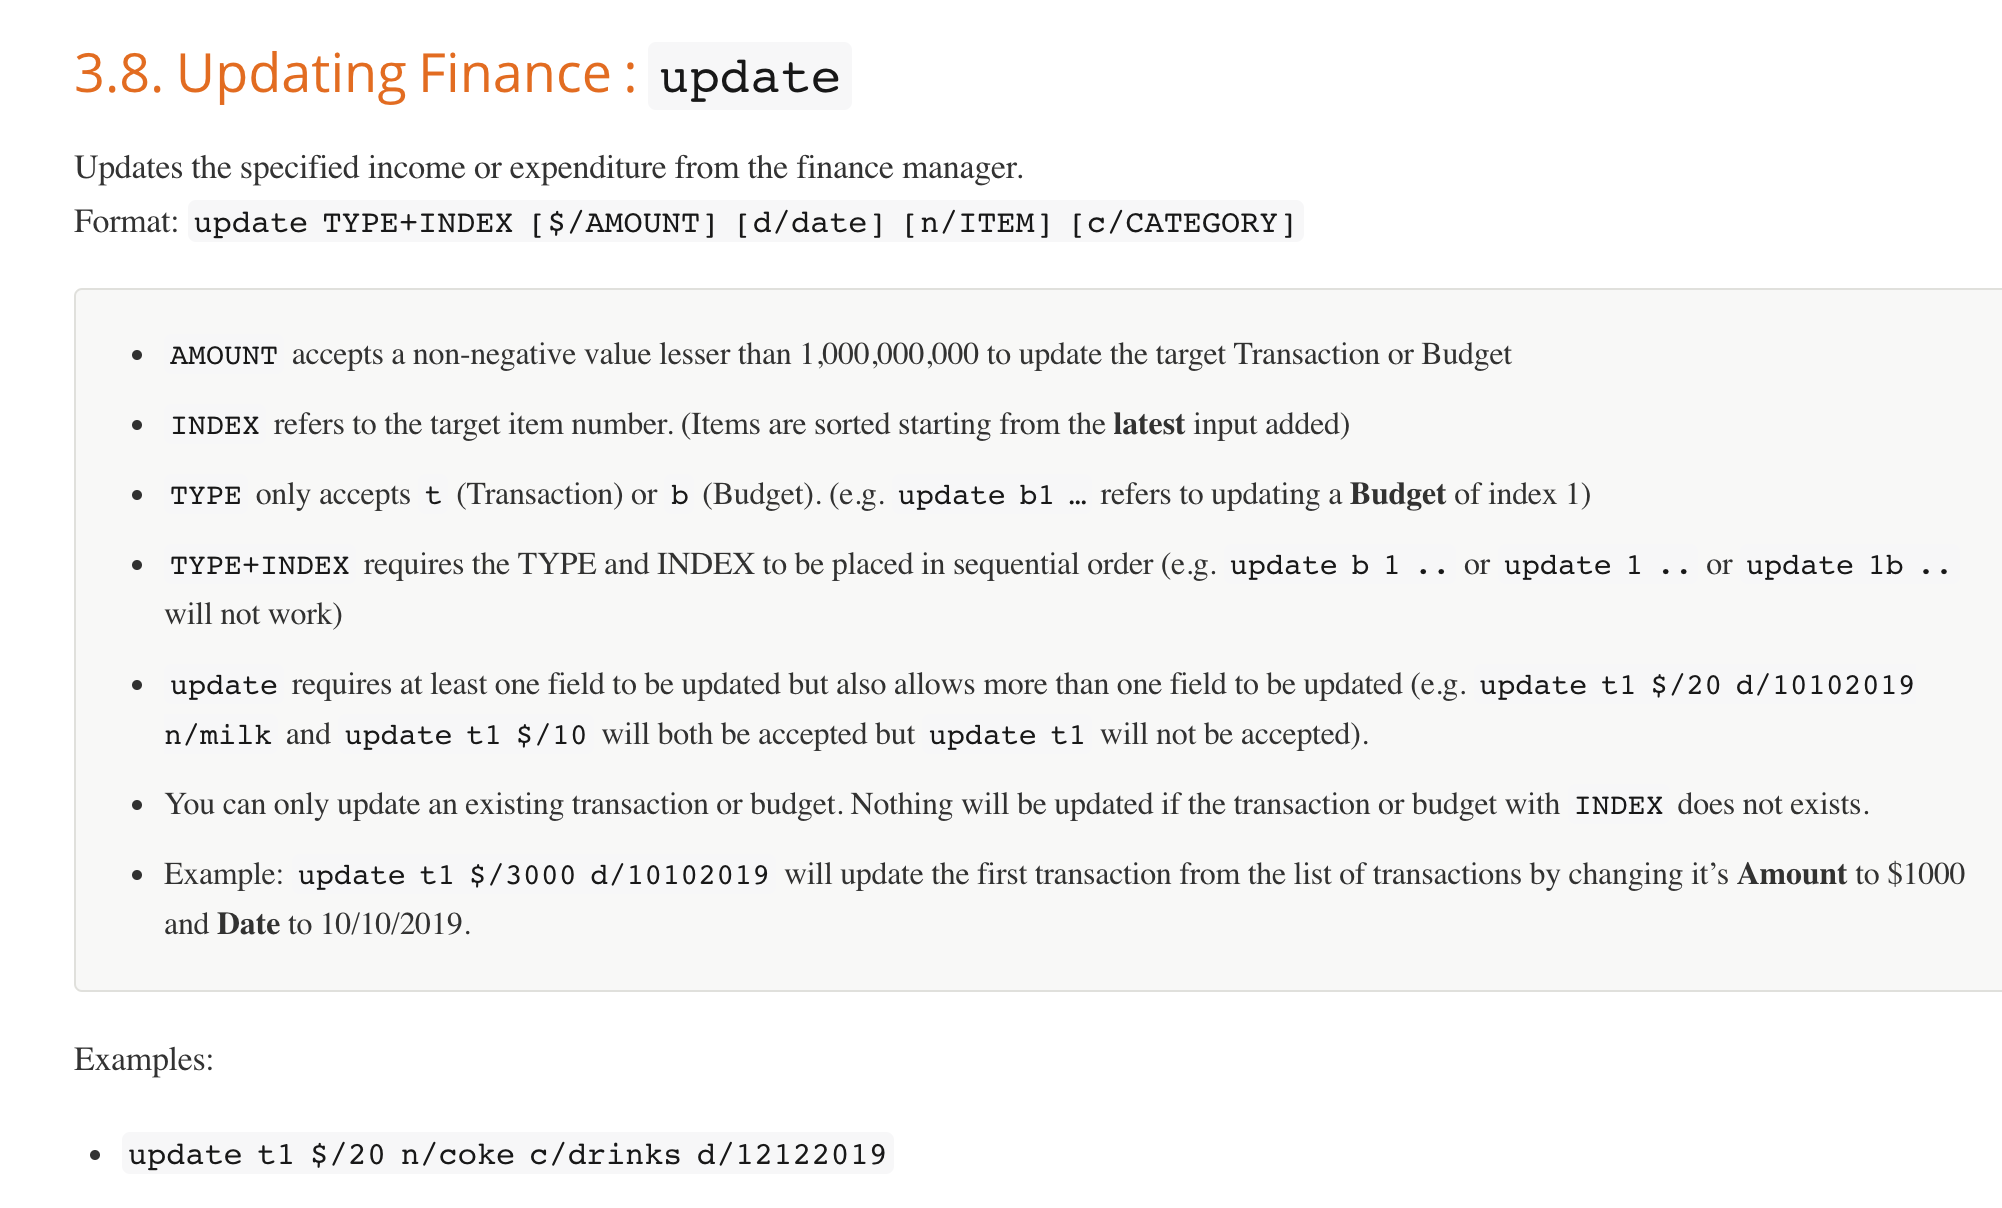 3.8. Updating Finance : update
Updates the specified income or expenditure from the finance manager.
Format: update TYPE+INDEX [$/AMOUNT] [d/date] [n/ITEM] [c/CATEGORY]
• AMOUNT accepts a non-negative value lesser than 1,000,000,000 to update the target Transaction or Budget
• INDEX refers to the target item number. (Items are sorted starting from the latest input added)
• TYPE only accepts t (Transaction) or b (Budget). (e.g. update b1 … refers to updating a Budget of index 1)
• TYPE+INDEX requires the TYPE and INDEX to be placed in sequential order (e.g. update b 1 .. or update 1 .. or update 1b ..
will not work)
• update requires at least one field to be updated but also allows more than one field to be updated (e.g. update t1 $/20 d/10102019
n/milk and update t1 $/10 will both be accepted but update t1 will not be accepted).
• You can only update an existing transaction or budget. Nothing will be updated if the transaction or budget with INDEX does not exists.
• Example: update t1 $/3000 d/10102019 will update the first transaction from the list of transactions by changing it’s Amount to $1000
and Date to 10/10/2019.
Examples:
• update t1 $/20 n/coke c/drinks d/12122019